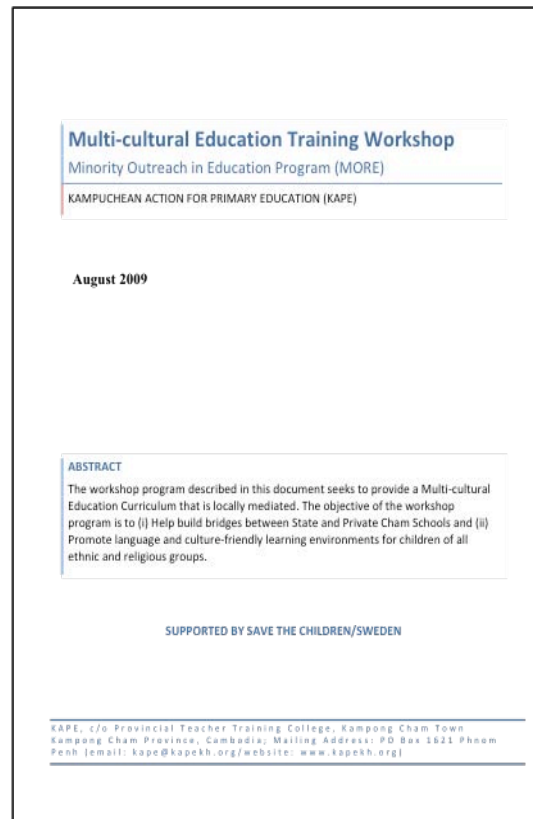 Multi-cultural Education Training Workshop
Minority Outreach in Education Program (MORE)
KAMPUCHEAN ACTION FOR PRIMARY EDUCATION (KAPE)
August 2009
ABSTRACT
The workshop program described in this document seeks to provide a Multi-cultural
Education Curriculum that is locally mediated. The objective of the workshop
program is to (i) Help build bridges between State and Private Cham Schools and (ii)
Promote language and culture-friendly learning environments for children of all
ethnic and religious groups.
SUPPORTED BY SAVE THE CHILDREN/SWEDEN
KAPE, c/o Provincial Teacher Training College, Kampong Cham Town
Kampong Cham Province, Cambodia; Mailing Address: PO Box 1621 Phnom
Penh [email: kape@kapekh.org/website: www.kapekh.org]